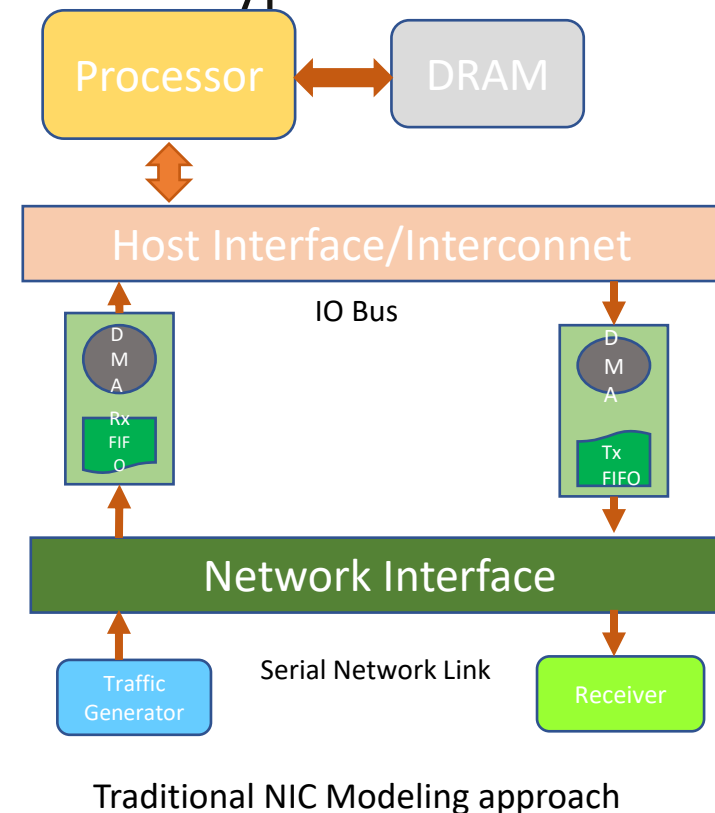 Processor
DRAM
Host Interface/Interconnet
IO Bus
D
M
A
Rx
FIF
O
D
M
A
Tx
FIFO
Network Interface
Traffic
Generator
Serial Network Link
Receiver
Traditional NIC Modeling approach